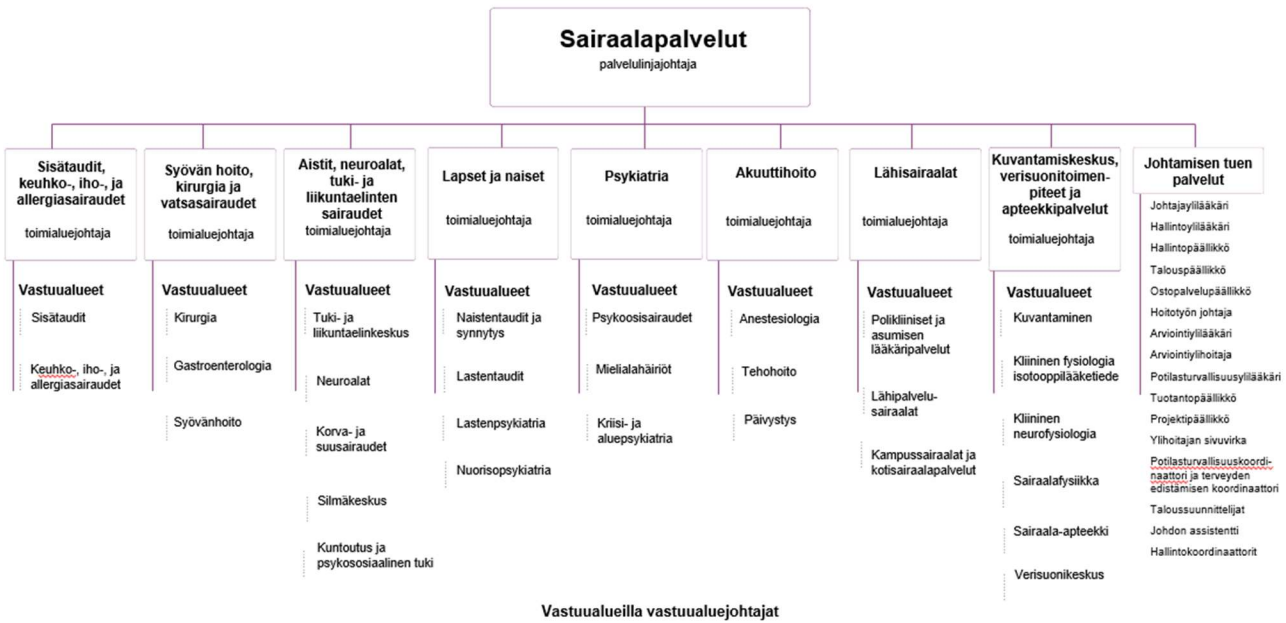 Sairaalapalvelut
palvelulinjajohtaja
Sisätaudit,
keuhko-, iho-, ja
allergiasairaudet
toimialuejohtaja
Vastuualueet
Sisätaudit
Keuhko-, iho-, ja
allergiasairaudet
Syövän hoito,
kirurgia ja
vatsasairaudet
toimialuejohtaja
Vastuualueet
Kirurgia
Gastroenterologia
Syövänhoito
Aistit, neuroalat,
tuki- ja
liikuntaelinten
sairaudet
toimialuejohtaja
Vastuualueet
Tuki- ja
liikuntaelinkeskus
Neuroalat
Korva- ja
suusairaudet
Silmäkeskus
Kuntoutus ja
psykososiaalinen tuki
Lapset ja naiset
toimialuejohtaja
Vastuualueet
Naistentaudit ja
synnytys
Lastentaudit
Lastenpsykiatria
Nuorisopsykiatria
Psykiatria
toimialuejohtaja
Vastuualueet
Psykoosisairaudet
Mielialahäiriöt
Kriisi- ja
aluepsykiatria
Akuuttihoito
toimialuejohtaja
Vastuualueet
Anestesiologia
Tehohoito
Päivystys
Lähisairaalat
toimialuejohtaja
Vastuualueet
Polikliiniset ja
asumisen
lääkäripalvelut
Lähipalvelu-
sairaalat
Kampussairaalat ja
kotisairaalapalvelut
Kuvantamiskeskus,
verisuonitoimen-
piteet ja
apteekkipalvelut
toimialuejohtaja
Vastuualueet
Kuvantaminen
Kliininen fysiologia
isotooppilääketiede
Kliininen
neurofysiologia
Sairaalafysiikka
Sairaala-apteekki
Verisuonikeskus
Johtamisen tuen
palvelut
Johtajaylilääkäri
Hallintoylilääkäri
Hallintopäällikkö
Talouspäällikkö
Ostopalvelupäällikkö
Hoitotyön johtaja
Arviointiylilääkäri
Arviointiylihoitaja
Potilasturvallisuusylilääkäri
Tuotantopäällikkö
Projektipäällikkö
Ylihoitajan sivuvirka
Potilasturvallisuuskoordi-
naattori ja terveyden
edistämisen koordinaattori
Taloussuunnittelijat
Johdon assistentti
Hallintokoordinaattorit
Vastuualueilla vastuualuejohtajat